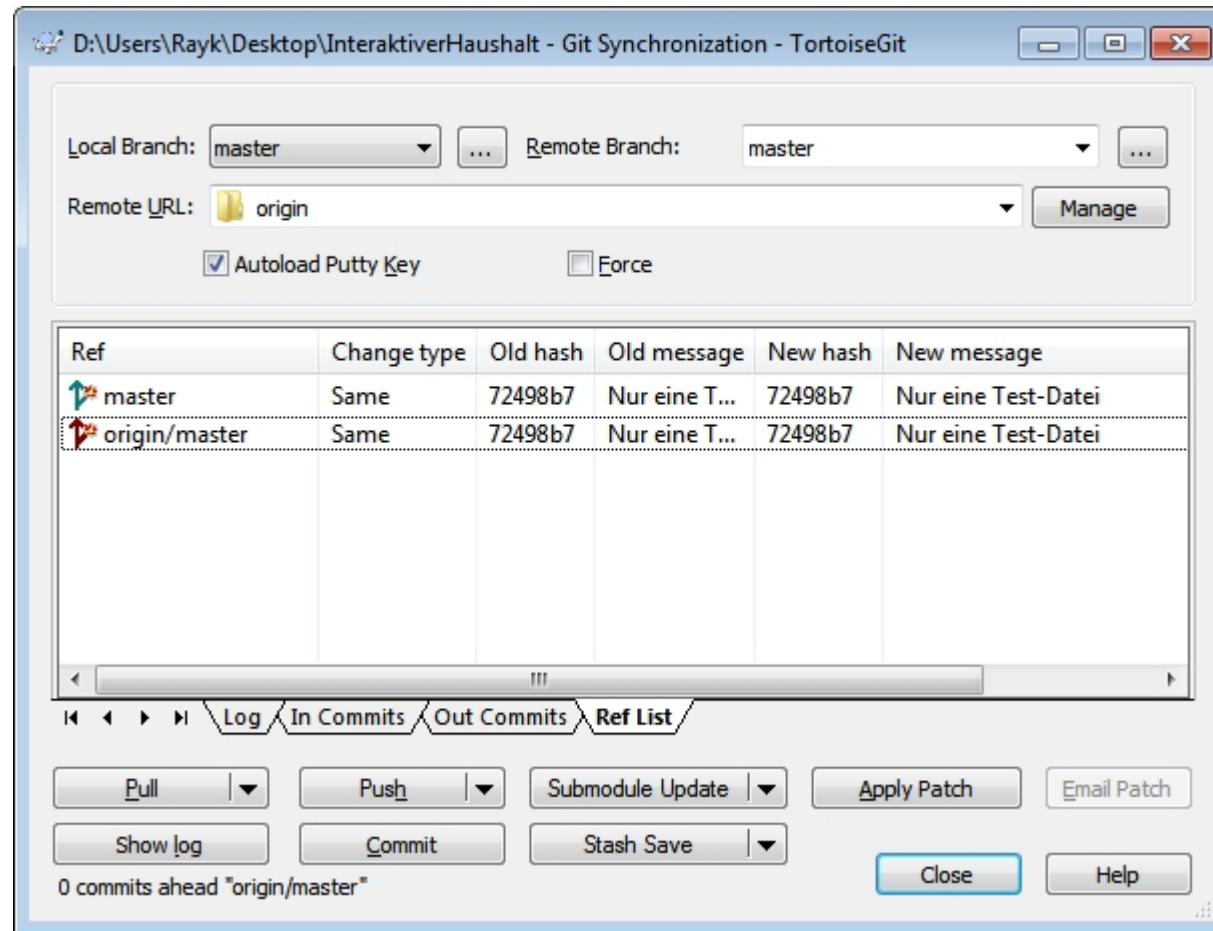 D:\Users\Rayk\Desktop\InteraktiverHaushalt - Git Synchronization - TortoiseGit
Local Branch: master ... Remote Branch: master ...
Remote URL: origin Manage
Autoload Putty Key Force
Ref Change type Old hash Old message New hash New message
master Same 72498b7 Nur eine T... 72498b7 Nur eine Test-Datei
origin/master Same 72498b7 Nur eine T... 72498b7 Nur eine Test-Datei
Log In Commits Out Commits Ref List
Pull Push Submodule Update Apply Patch Email Patch
Show log Commit Stash Save
Close Help
0 commits ahead "origin/master"